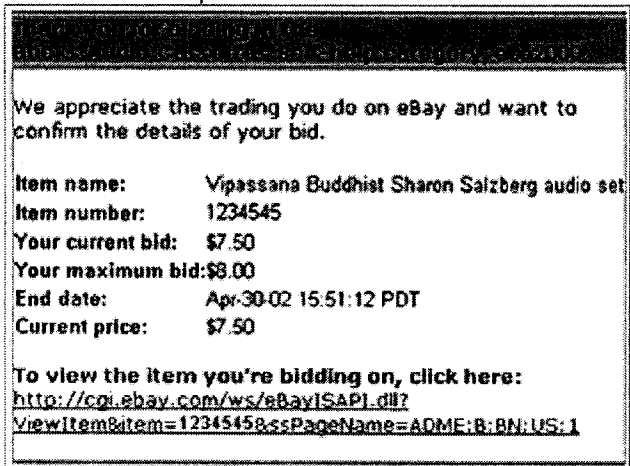 We appreciate the trading you do on eBay and want to
confirm the details of your bid.
Item name: Vipassana Buddhist Sharon Salzberg audio set
Item number: 1234545
Your current bid: $7.50
Your maximum bid:$8.00
End date: Apr-30-02 15:51:12 PDT
Current price: $7.50
To view the item you're bidding on, click here:
http://cgi.ebay.com/ws/eBayISAPI.dll?
ViewItem&item=1234545&ssPageName=ADME:B:BN:US:1